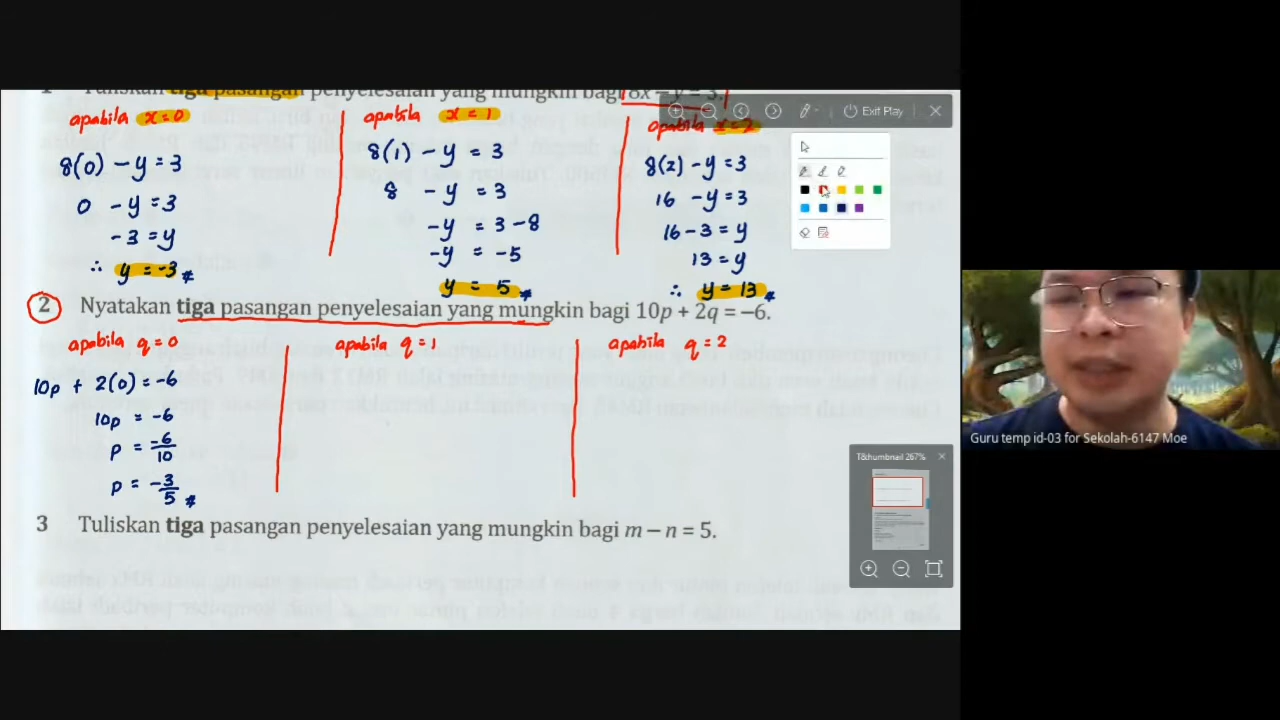 1 Tuliskan tiga pasangan penyelesaian yang mungkin bagi 8x – y = 3.
apabila x = 0
8(0) - y = 3
0 - y = 3
-3 = y
∴ y = -3
apabila x = 1
8(1) - y = 3
8 - y = 3
-y = 3 - 8
-y = -5
y = 5
apabila x = 2
8(2) - y = 3
16 - y = 3
16 - 3 = y
13 = y
∴ y = 13
Exit Play
2 Nyatakan tiga pasangan penyelesaian yang mungkin bagi 10p + 2q = –6.
apabila q = 0
10p + 2(0) = -6
10p = -6
p = -6/10
p = -3/5
apabila q = 1
apabila q = 2
3 Tuliskan tiga pasangan penyelesaian yang mungkin bagi m – n = 5.
T&humbnail 267%
Guru temp id-03 for Sekolah-6147 Moe